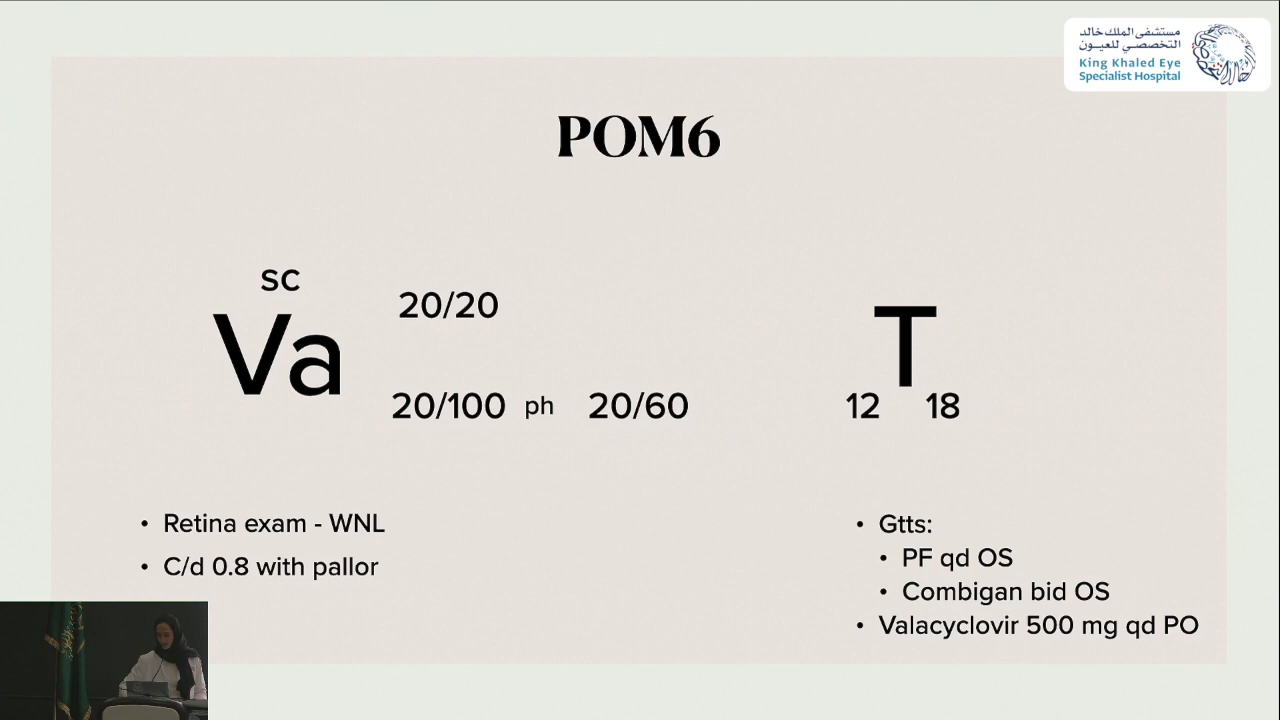 مستشفى الملك خالد
التخصصي للعيون
King Khaled Eye
Specialist Hospital
POM6
sc
Va
20/20
20/100 ph 20/60
T
12 18
• Retina exam - WNL
• C/d 0.8 with pallor
• Gtts:
• PF qd OS
• Combigan bid OS
• Valacyclovir 500 mg qd PO